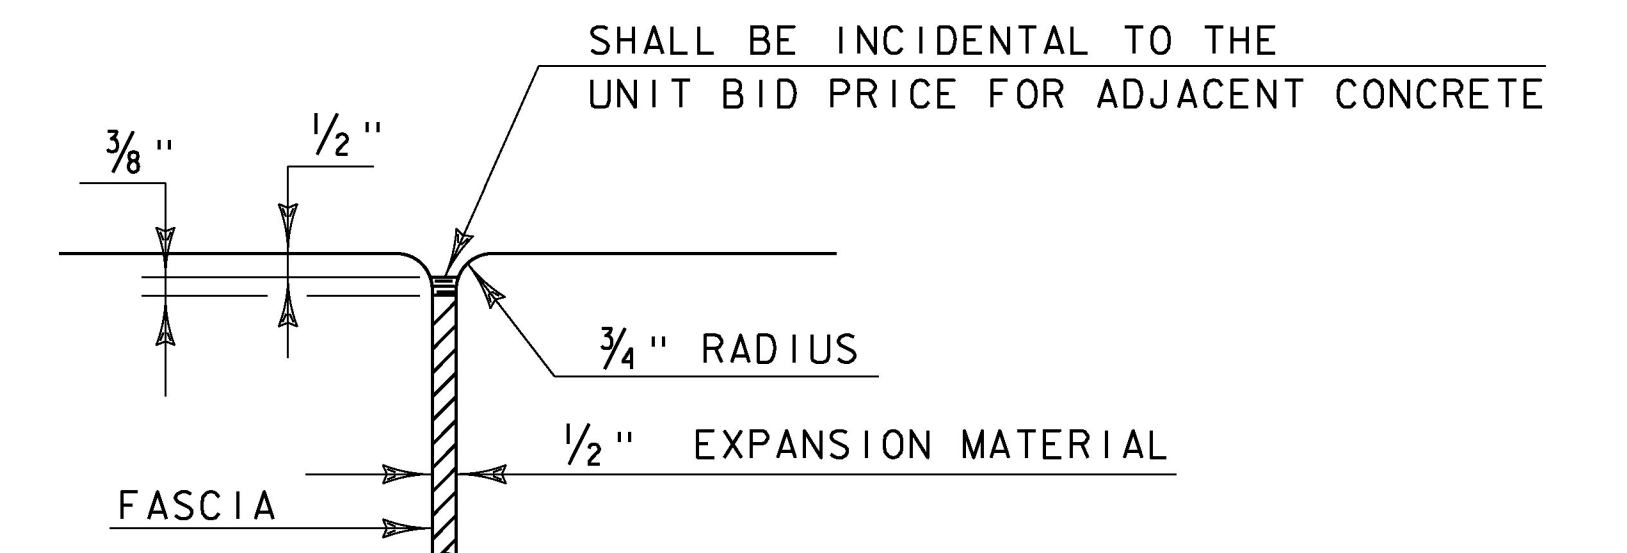 SHALL BE INCIDENTAL TO THE
UNIT BID PRICE FOR ADJACENT CONCRETE
1/2"
3/8"
3/4" RADIUS
1/2" EXPANSION MATERIAL
FASCIA